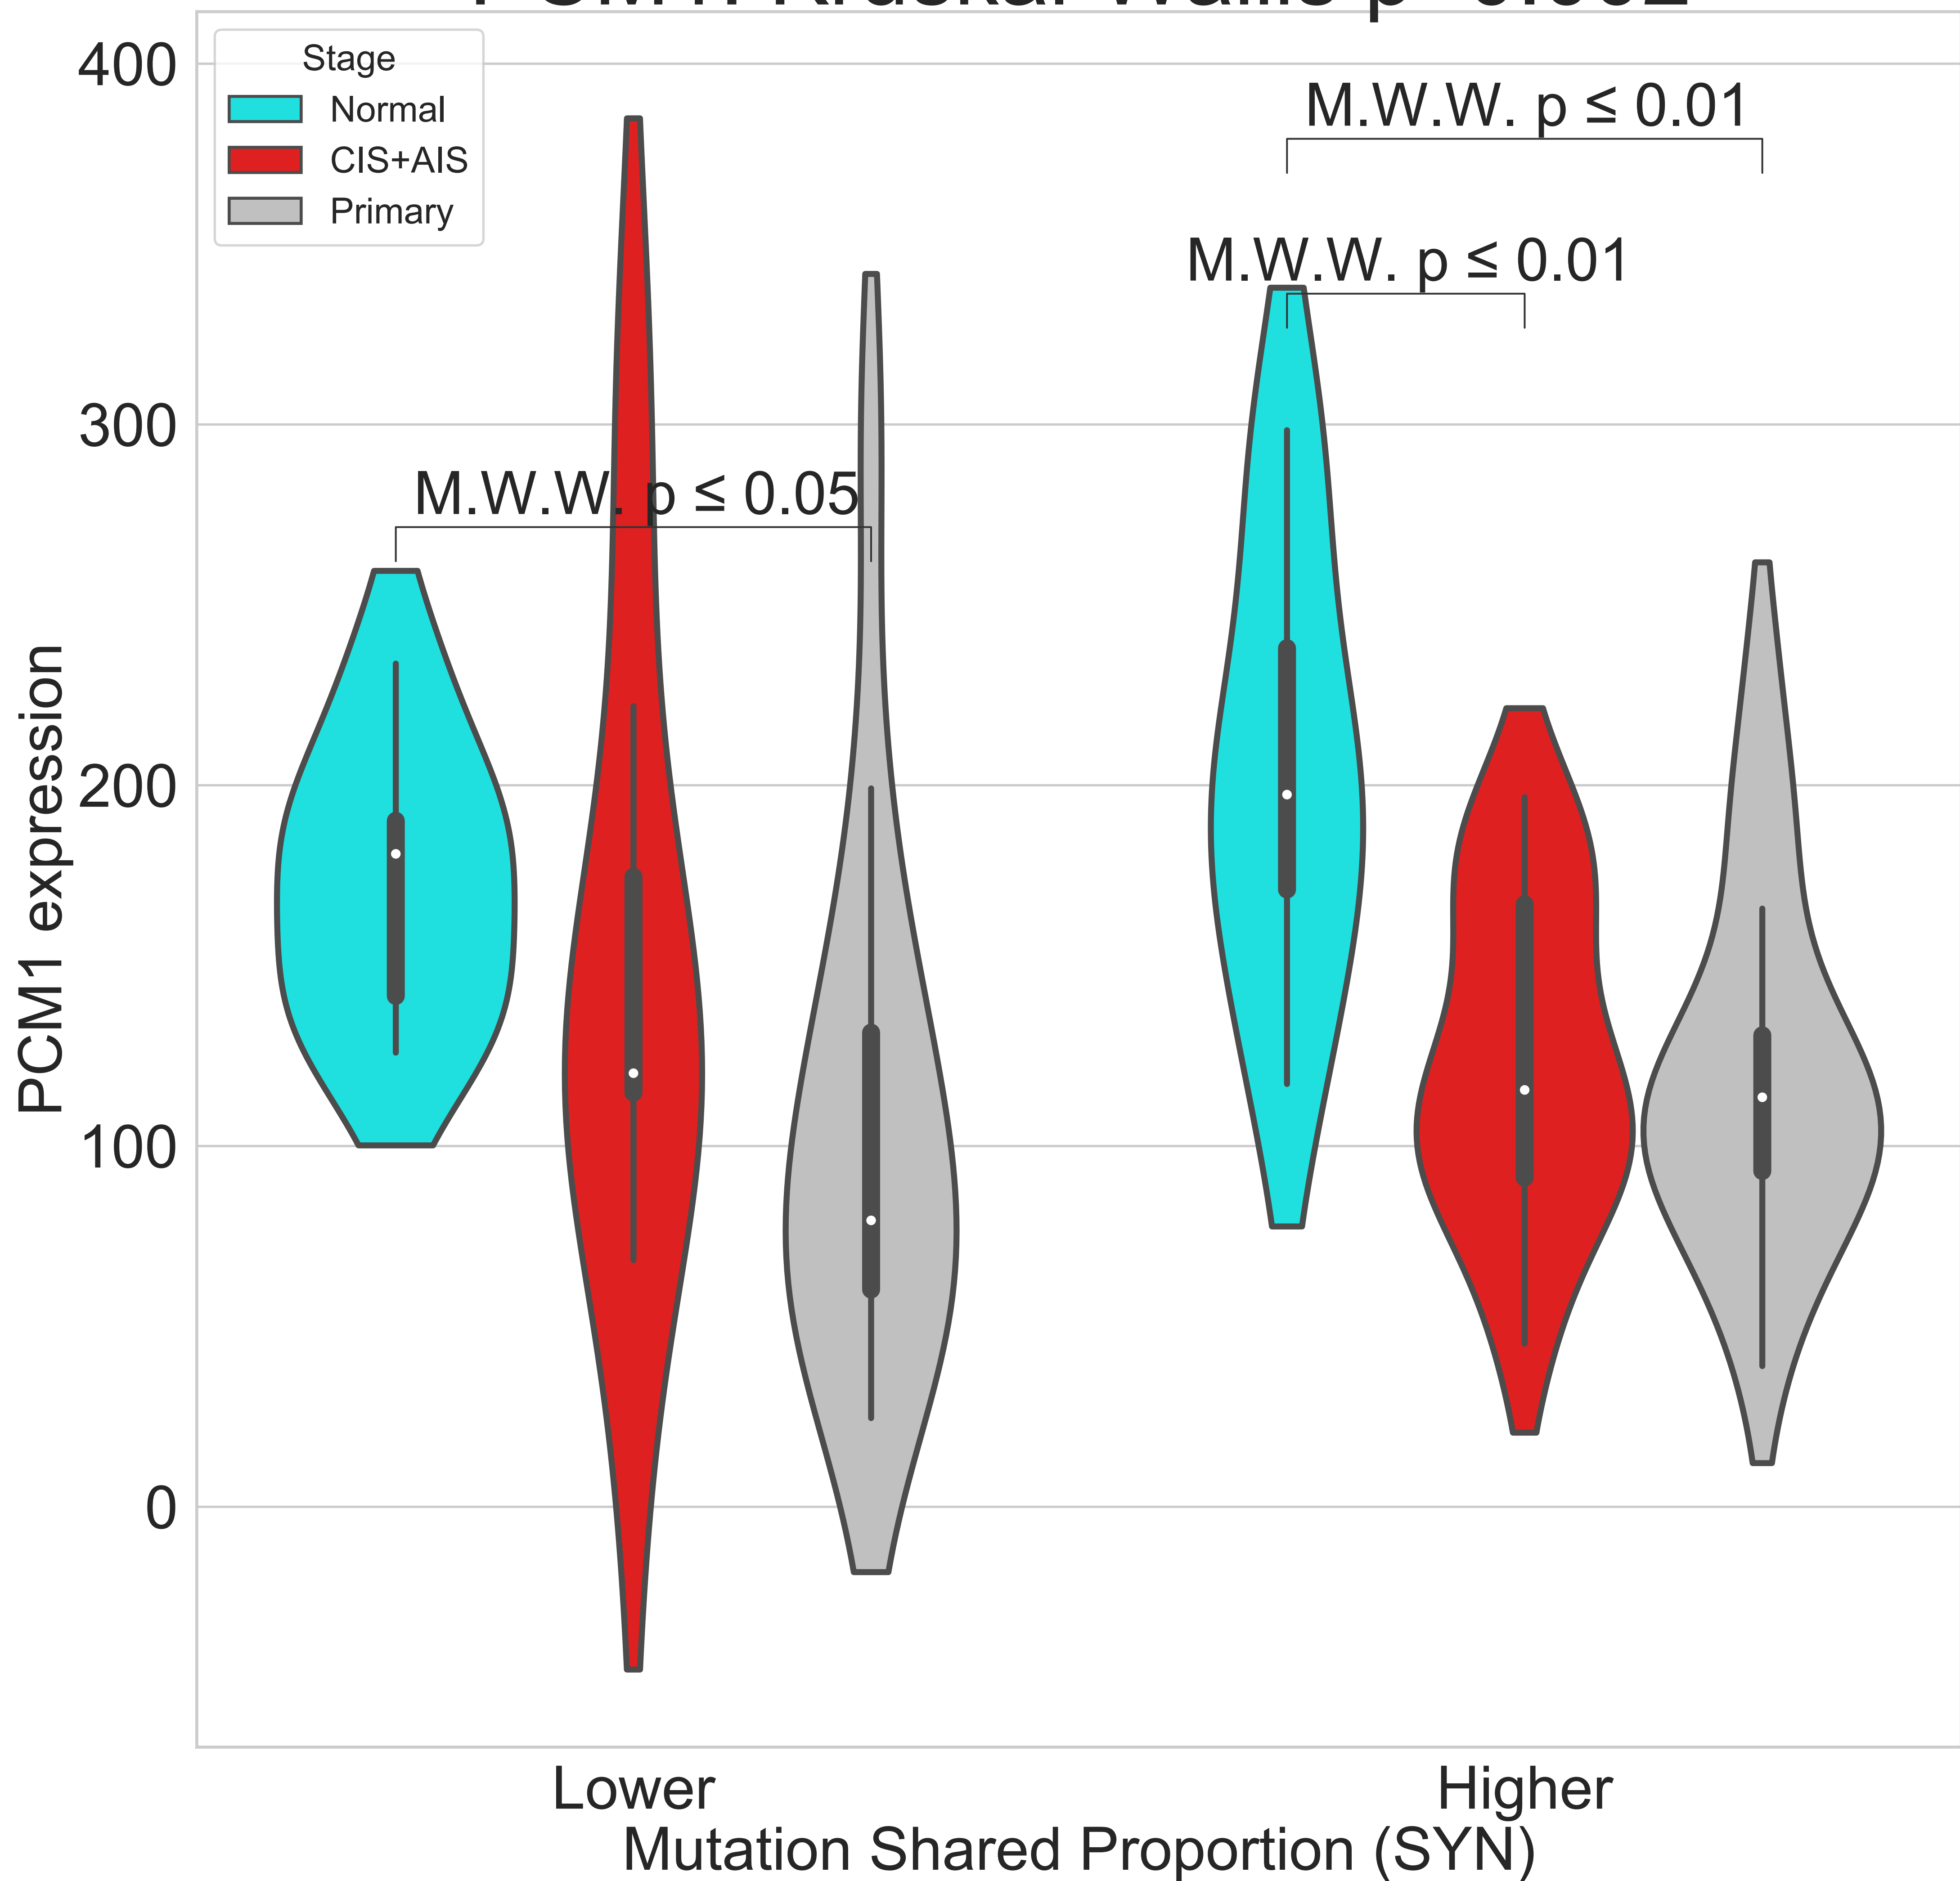 Stage
Normal
CIS+AIS
Primary
400
300
200
100
0
PCM1 expression
M.W.W. p ≤ 0.01
M.W.W. p ≤ 0.01
M.W.W. p ≤ 0.05
Lower
Higher
Mutation Shared Proportion (SYN)